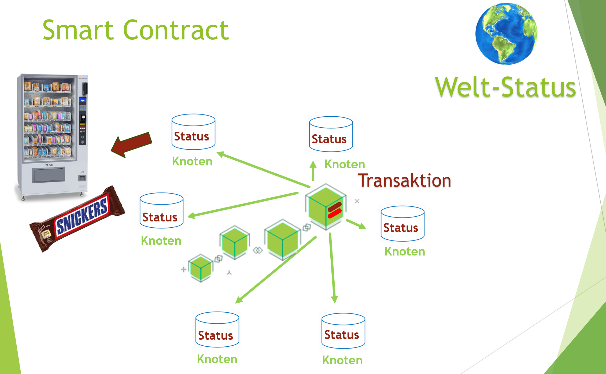 Smart Contract
Welt-Status
Status
Knoten
Status
Knoten
Transaktion
SNICKERS
Status
Knoten
Status
Knoten
Status
Knoten
Status
Knoten